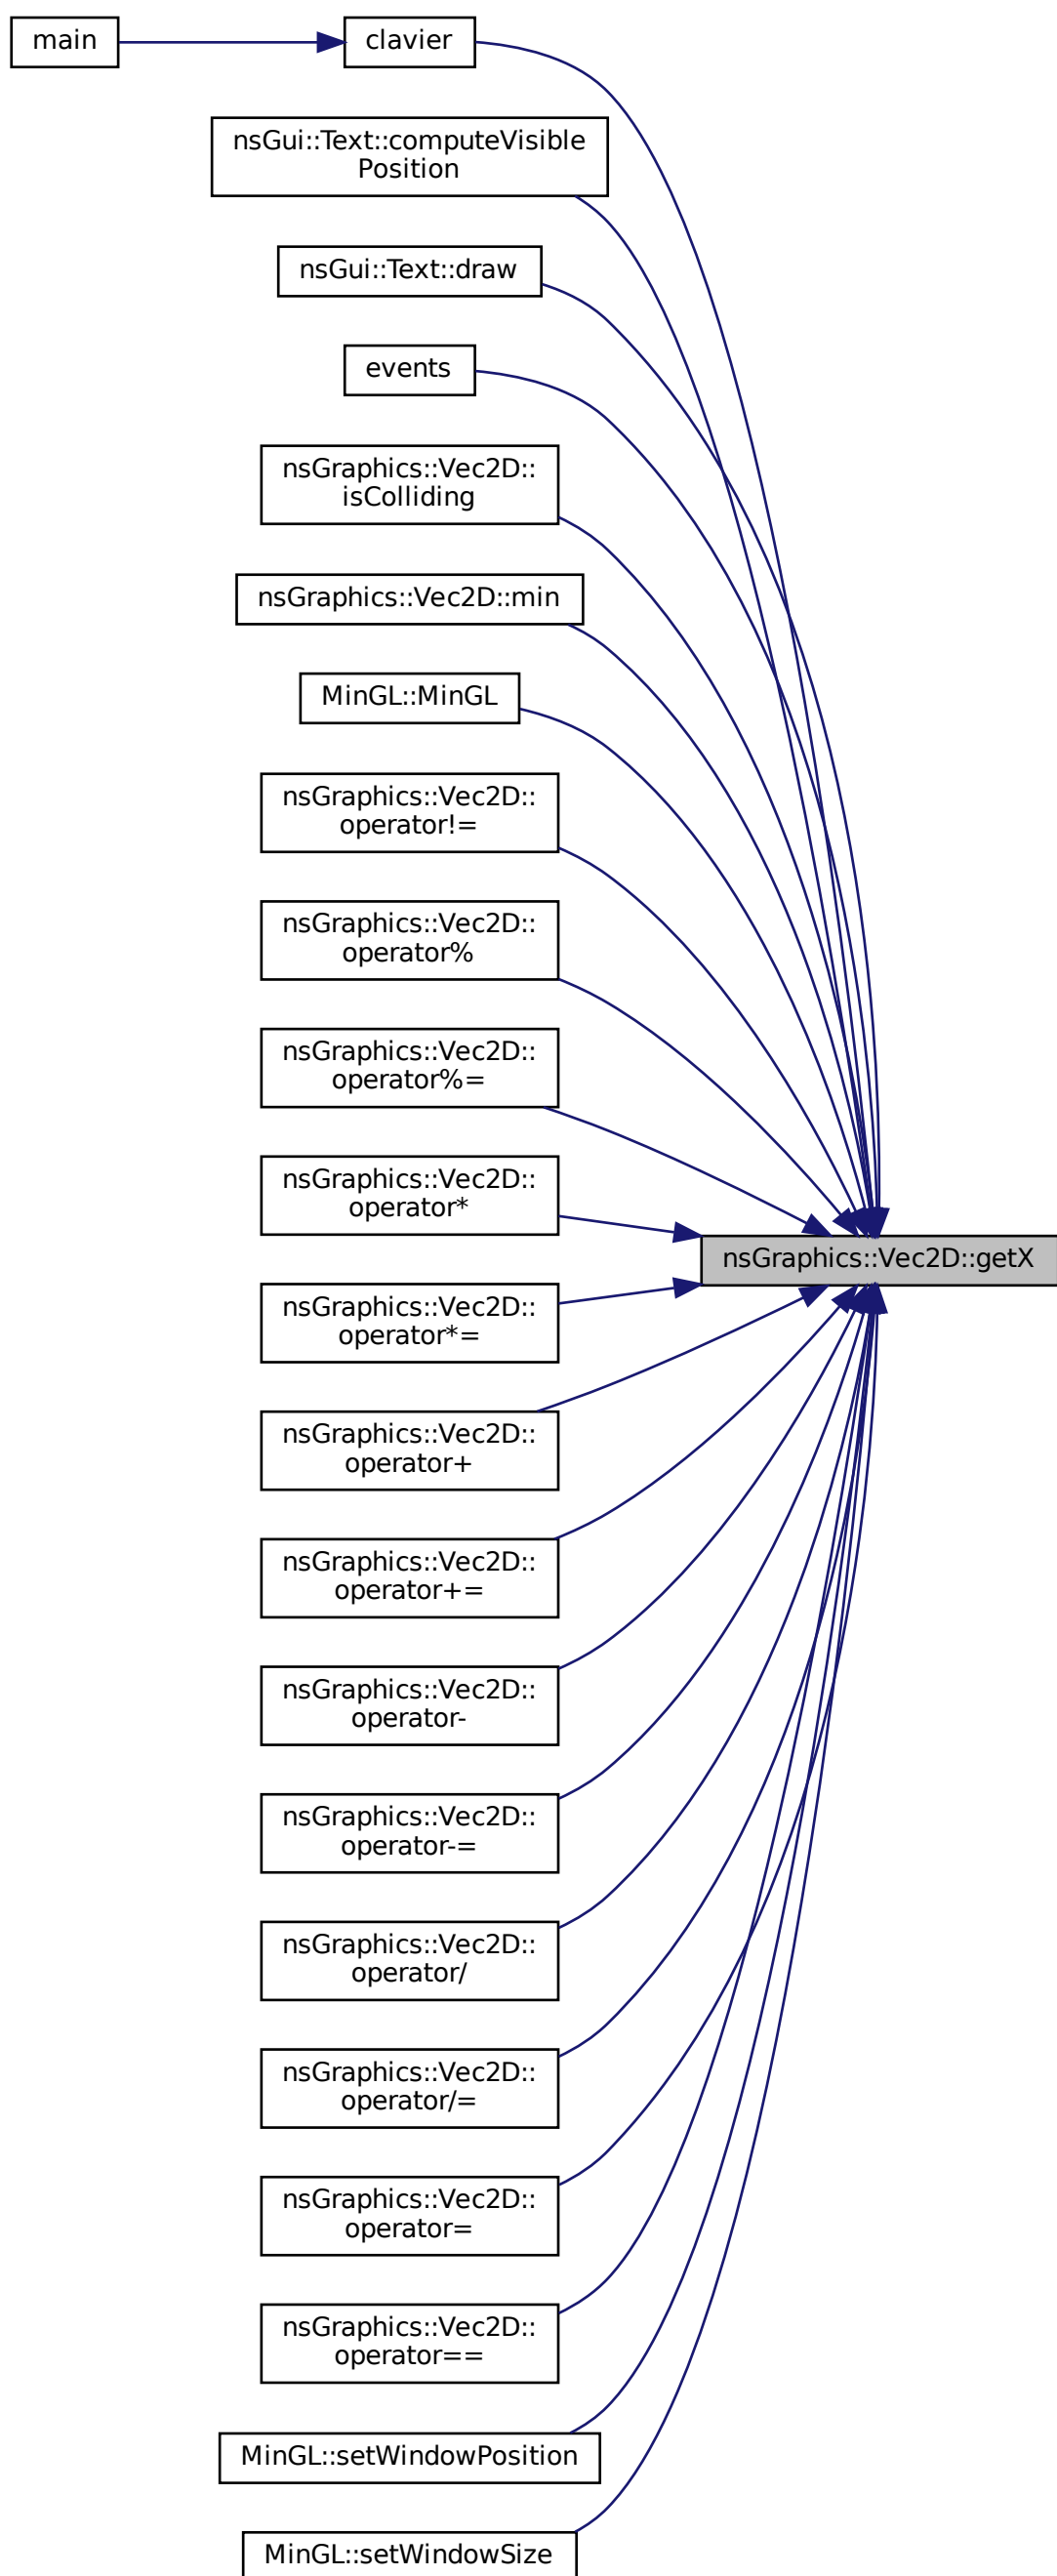 main
clavier
nsGui::Text::computeVisible
Position
nsGui::Text::draw
events
nsGraphics::Vec2D::
isColliding
nsGraphics::Vec2D::min
MinGL::MinGL
nsGraphics::Vec2D::
operator!=
nsGraphics::Vec2D::
operator%
nsGraphics::Vec2D::
operator%=
nsGraphics::Vec2D::
operator*
nsGraphics::Vec2D::getX
nsGraphics::Vec2D::
operator*=
nsGraphics::Vec2D::
operator+
nsGraphics::Vec2D::
operator+=
nsGraphics::Vec2D::
operator-
nsGraphics::Vec2D::
operator-=
nsGraphics::Vec2D::
operator/
nsGraphics::Vec2D::
operator/=
nsGraphics::Vec2D::
operator=
nsGraphics::Vec2D::
operator==
MinGL::setWindowPosition
MinGL::setWindowSize